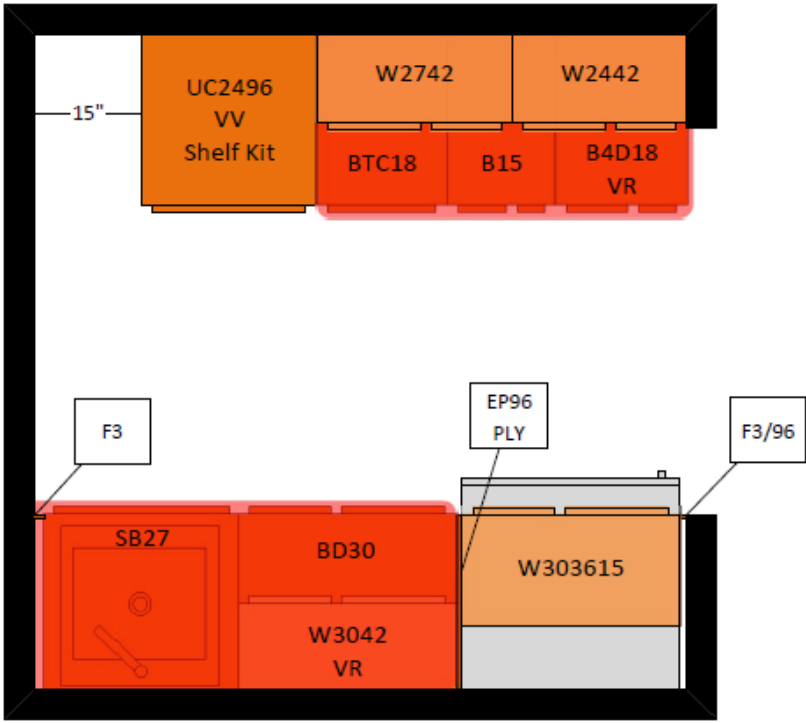 W2742
W2442
UC2496
VV
Shelf Kit
15"
BTC18
B15
B4D18
VR
EP96
PLY
F3
F3/96
SB27
BD30
W303615
W3042
VR